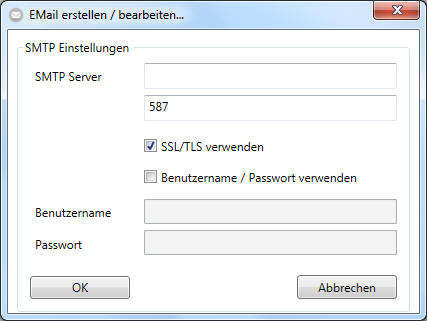 EMail erstellen / bearbeiten...
SMTP Einstellungen
SMTP Server
587
SSL/TLS verwenden
Benutzername / Passwort verwenden
Benutzername
Passwort
OK
Abbrechen